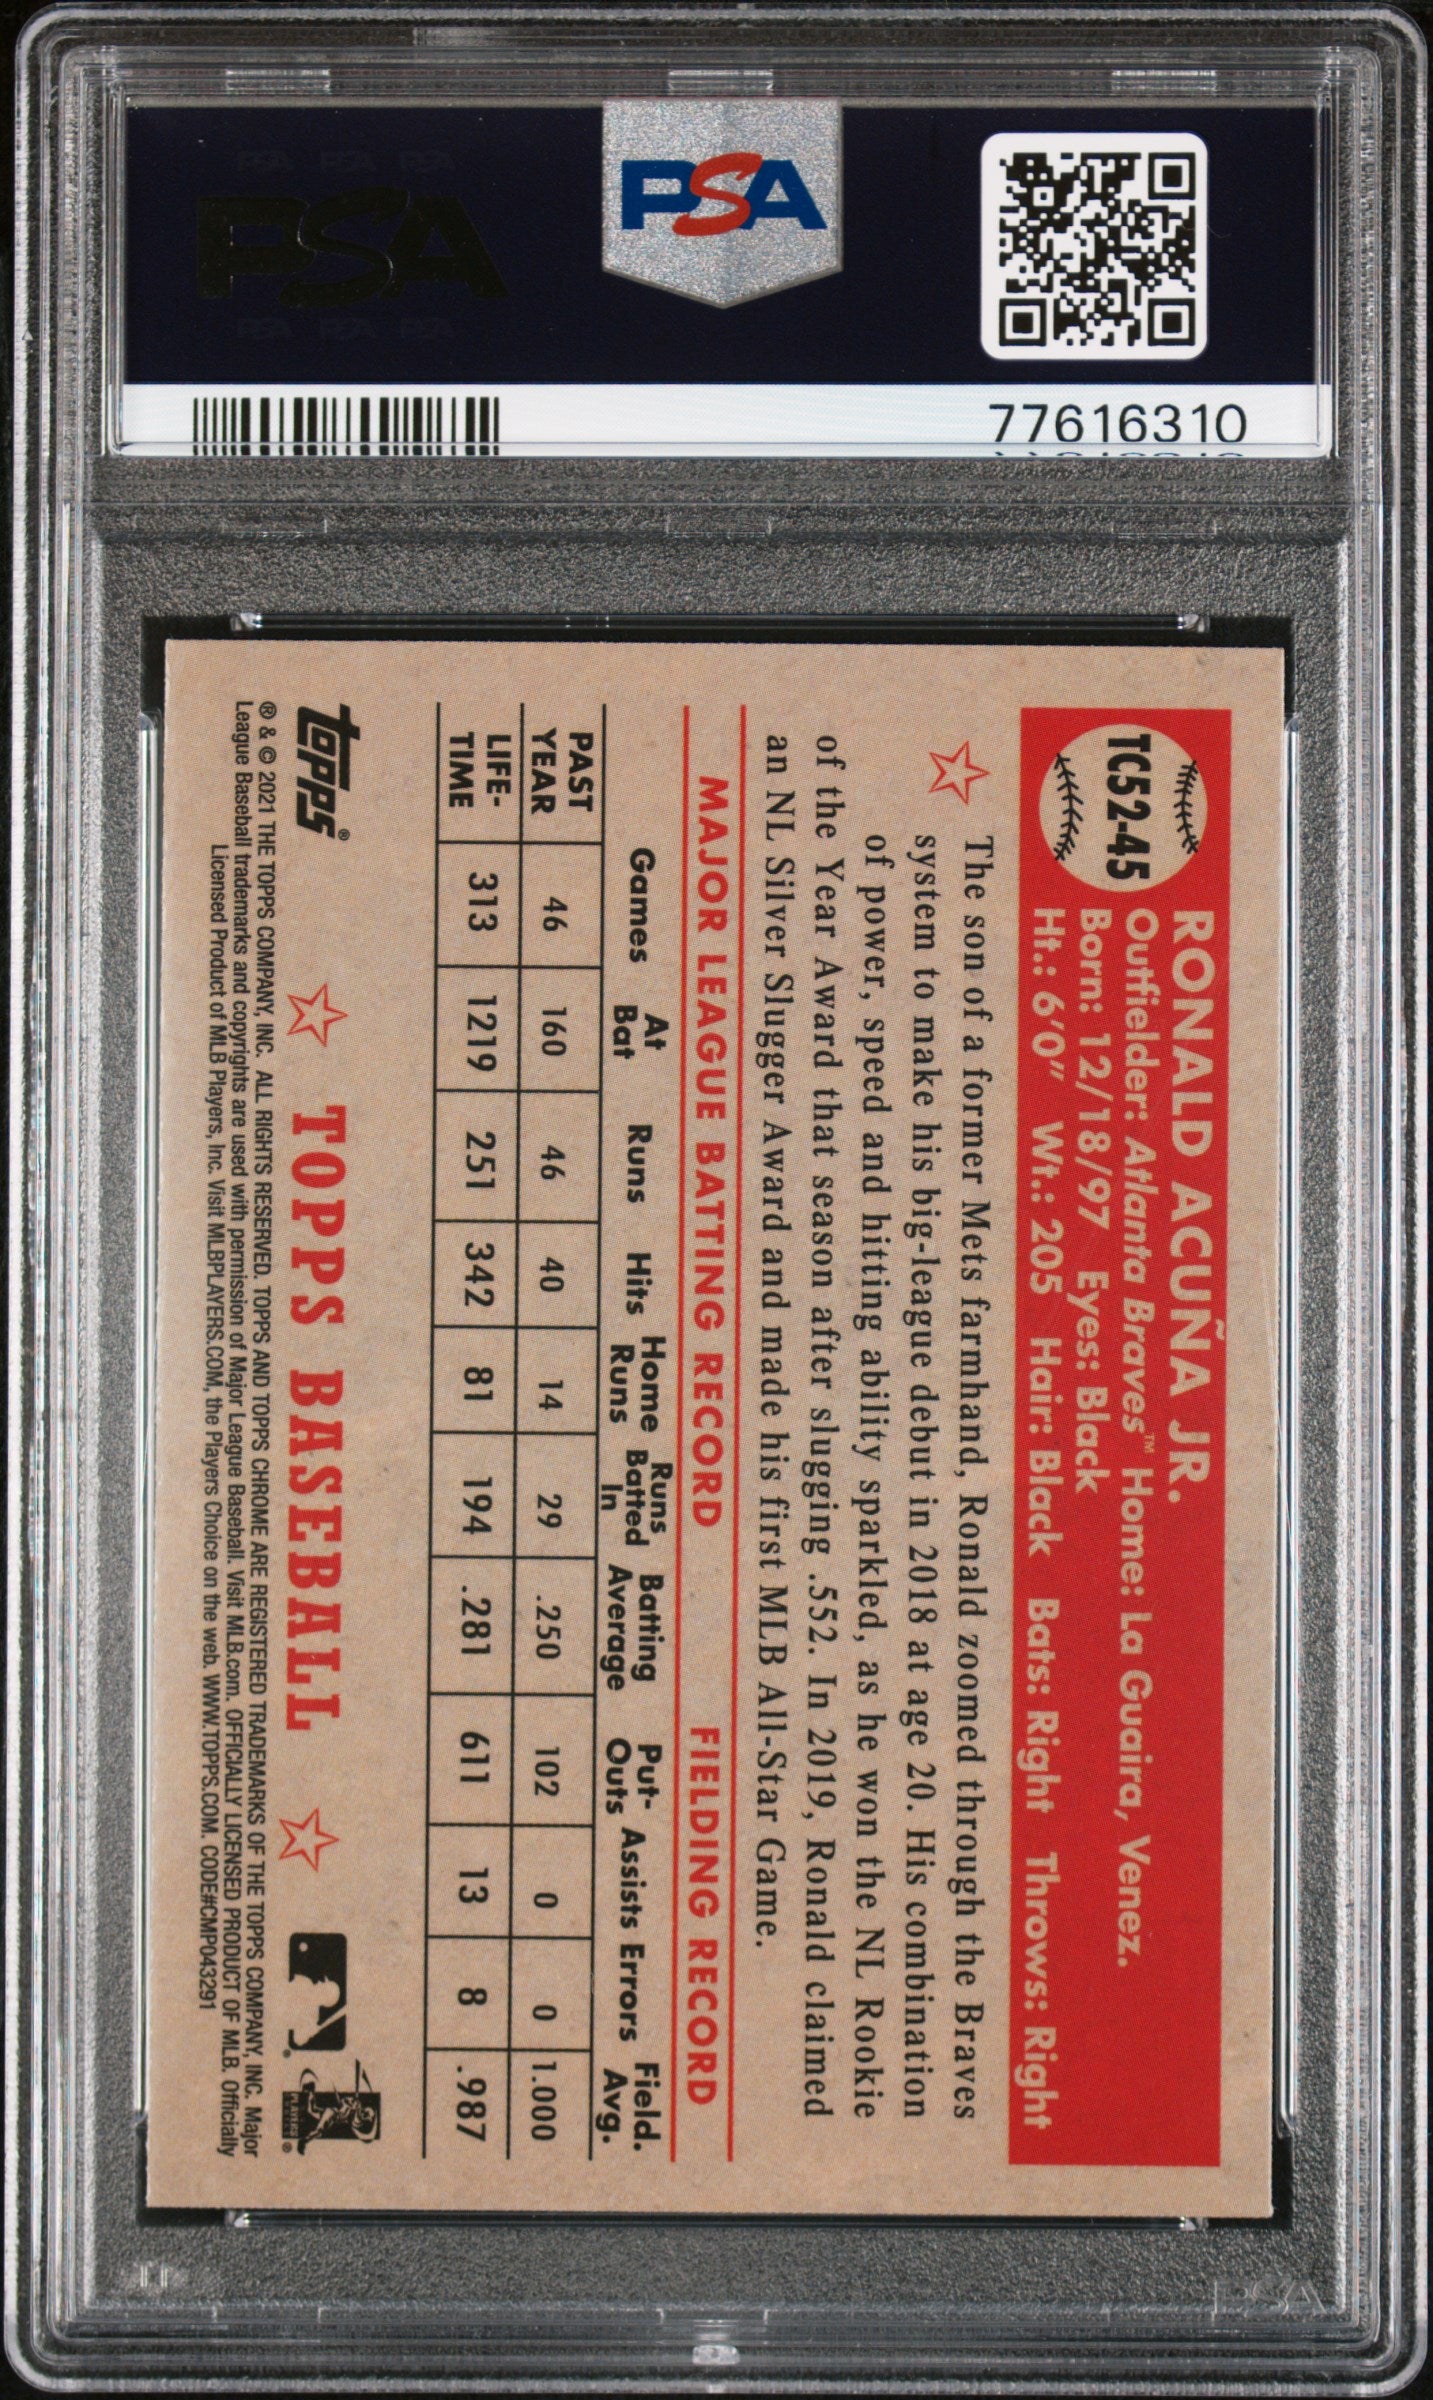 PSA
PSA
77616310
TC52-45
RONALD ACUÑA JR.
Outfielder: Atlanta Braves™ Home: La Guaira, Venez.
Born: 12/18/97 Eyes: Black
Ht.: 6'0" Wt.: 205 Hair: Black Bats: Right Throws: Right
The son of a former Mets farmhand, Ronald zoomed through the Braves
system to make his big-league debut in 2018 at age 20. His combination
of power, speed and hitting ability sparkled, as he won the NL Rookie
of the Year Award that season after slugging .552. In 2019, Ronald claimed
an NL Silver Slugger Award and made his first MLB All-Star Game.
MAJOR LEAGUE BATTING RECORD FIELDING RECORD
Games At Bat Runs Hits Home Runs Runs Batted In Batting Average Put-Outs Assists Errors Field. Avg.
PAST YEAR 46 160 46 40 14 29 .250 102 0 0 1.000
LIFE-TIME 313 1219 251 342 81 194 .281 611 13 8 .987
topps® TOPPS BASEBALL
® & © 2021 THE TOPPS COMPANY, INC. ALL RIGHTS RESERVED. TOPPS AND TOPPS CHROME ARE REGISTERED TRADEMARKS OF THE TOPPS COMPANY, INC. Major
League Baseball trademarks and copyrights are used with permission of Major League Baseball. Visit MLB.com. OFFICIALLY LICENSED PRODUCT OF MLB. Officially
Licensed Product of MLB Players, Inc. Visit MLBPLAYERS.COM, the Players Choice on the web. WWW.TOPPS.COM. CODE#CMP043291
PSA